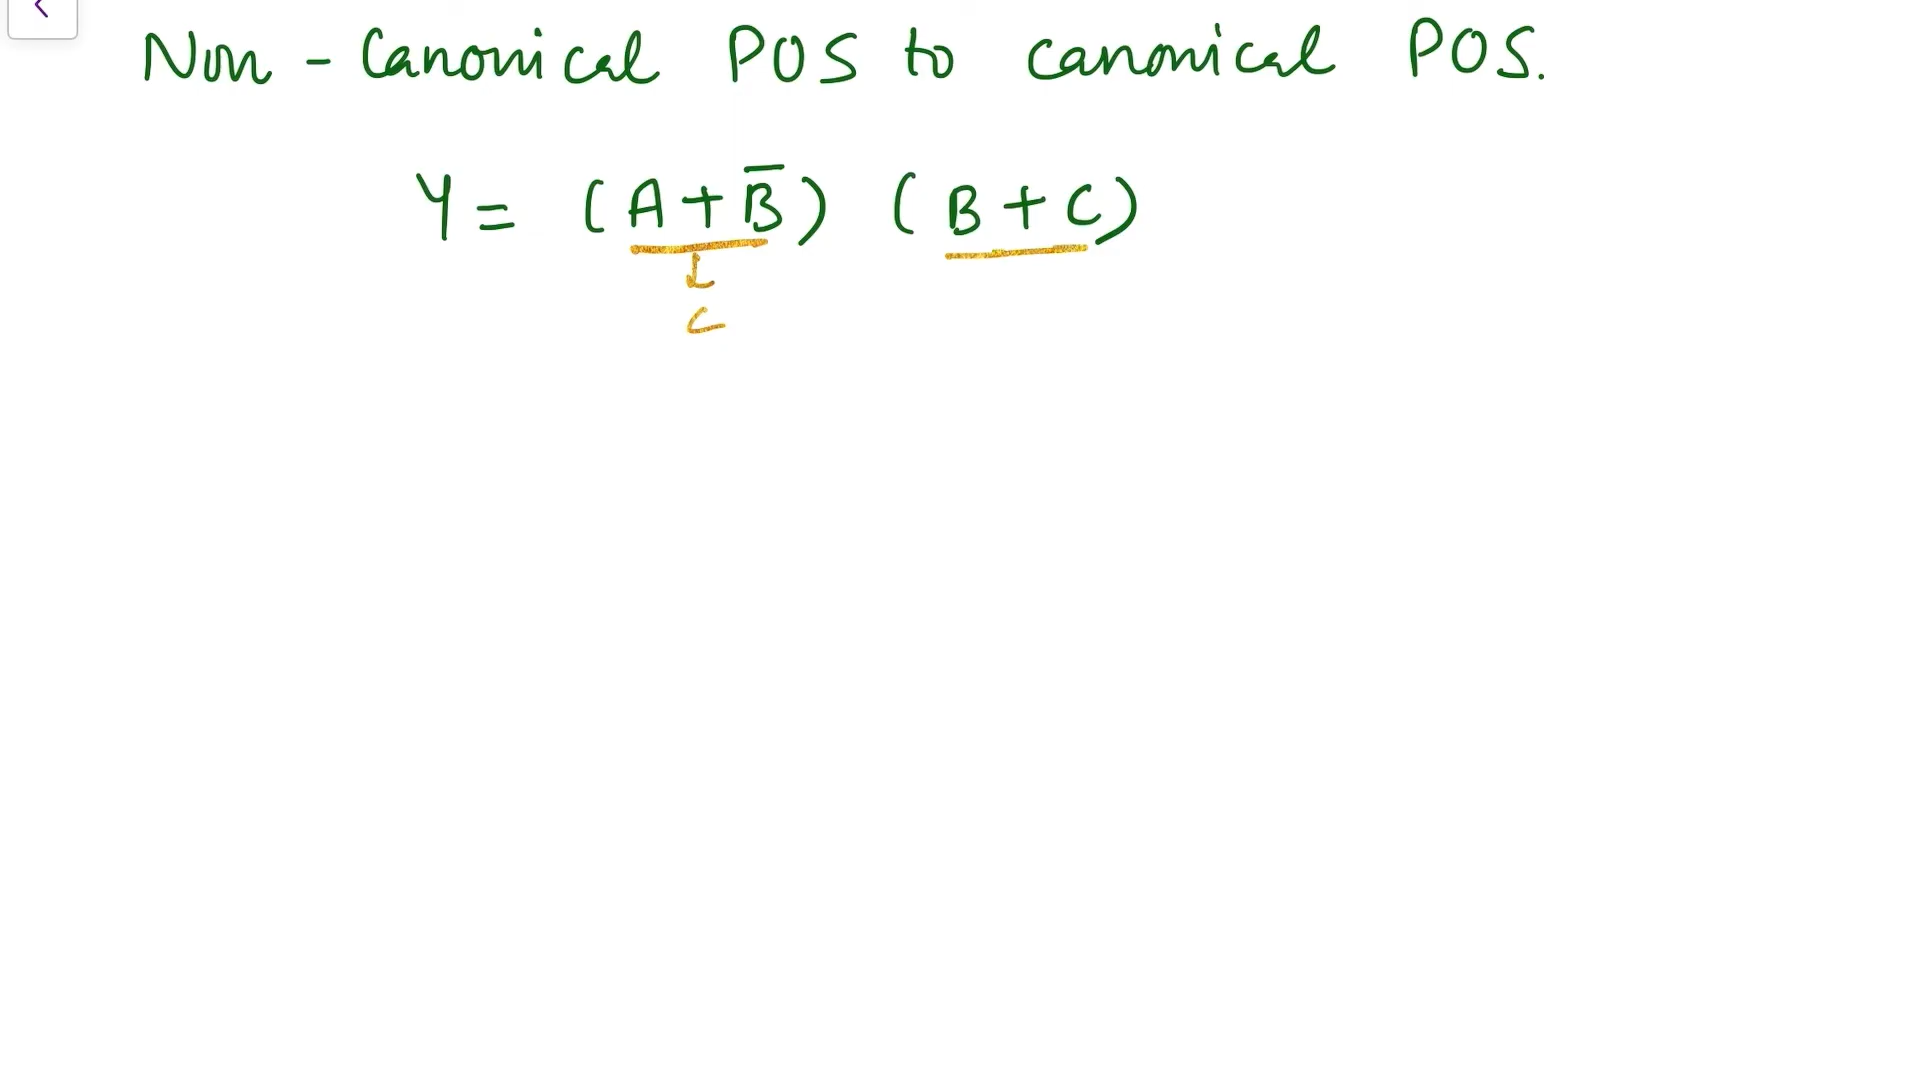 Non - Canonical POS to canonical POS.
Y = (A + B̅) (B + C)
↓
C